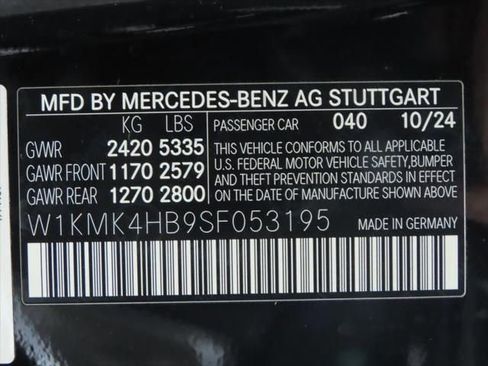 MFD BY MERCEDES-BENZ AG STUTTGART
KG LBS PASSENGER CAR 040 10/24
GVWR 2420 5335
GAWR FRONT 1170 2579
GAWR REAR 1270 2800
THIS VEHICLE CONFORMS TO ALL APPLICABLE
U.S. FEDERAL MOTOR VEHICLE SAFETY,BUMPER
AND THEFT PREVENTION STANDARDS IN EFFECT
ON THE DATE OF MANUFACTURE SHOWN ABOVE.
W1KMK4HB9SF053195 MADE IN GERMANY